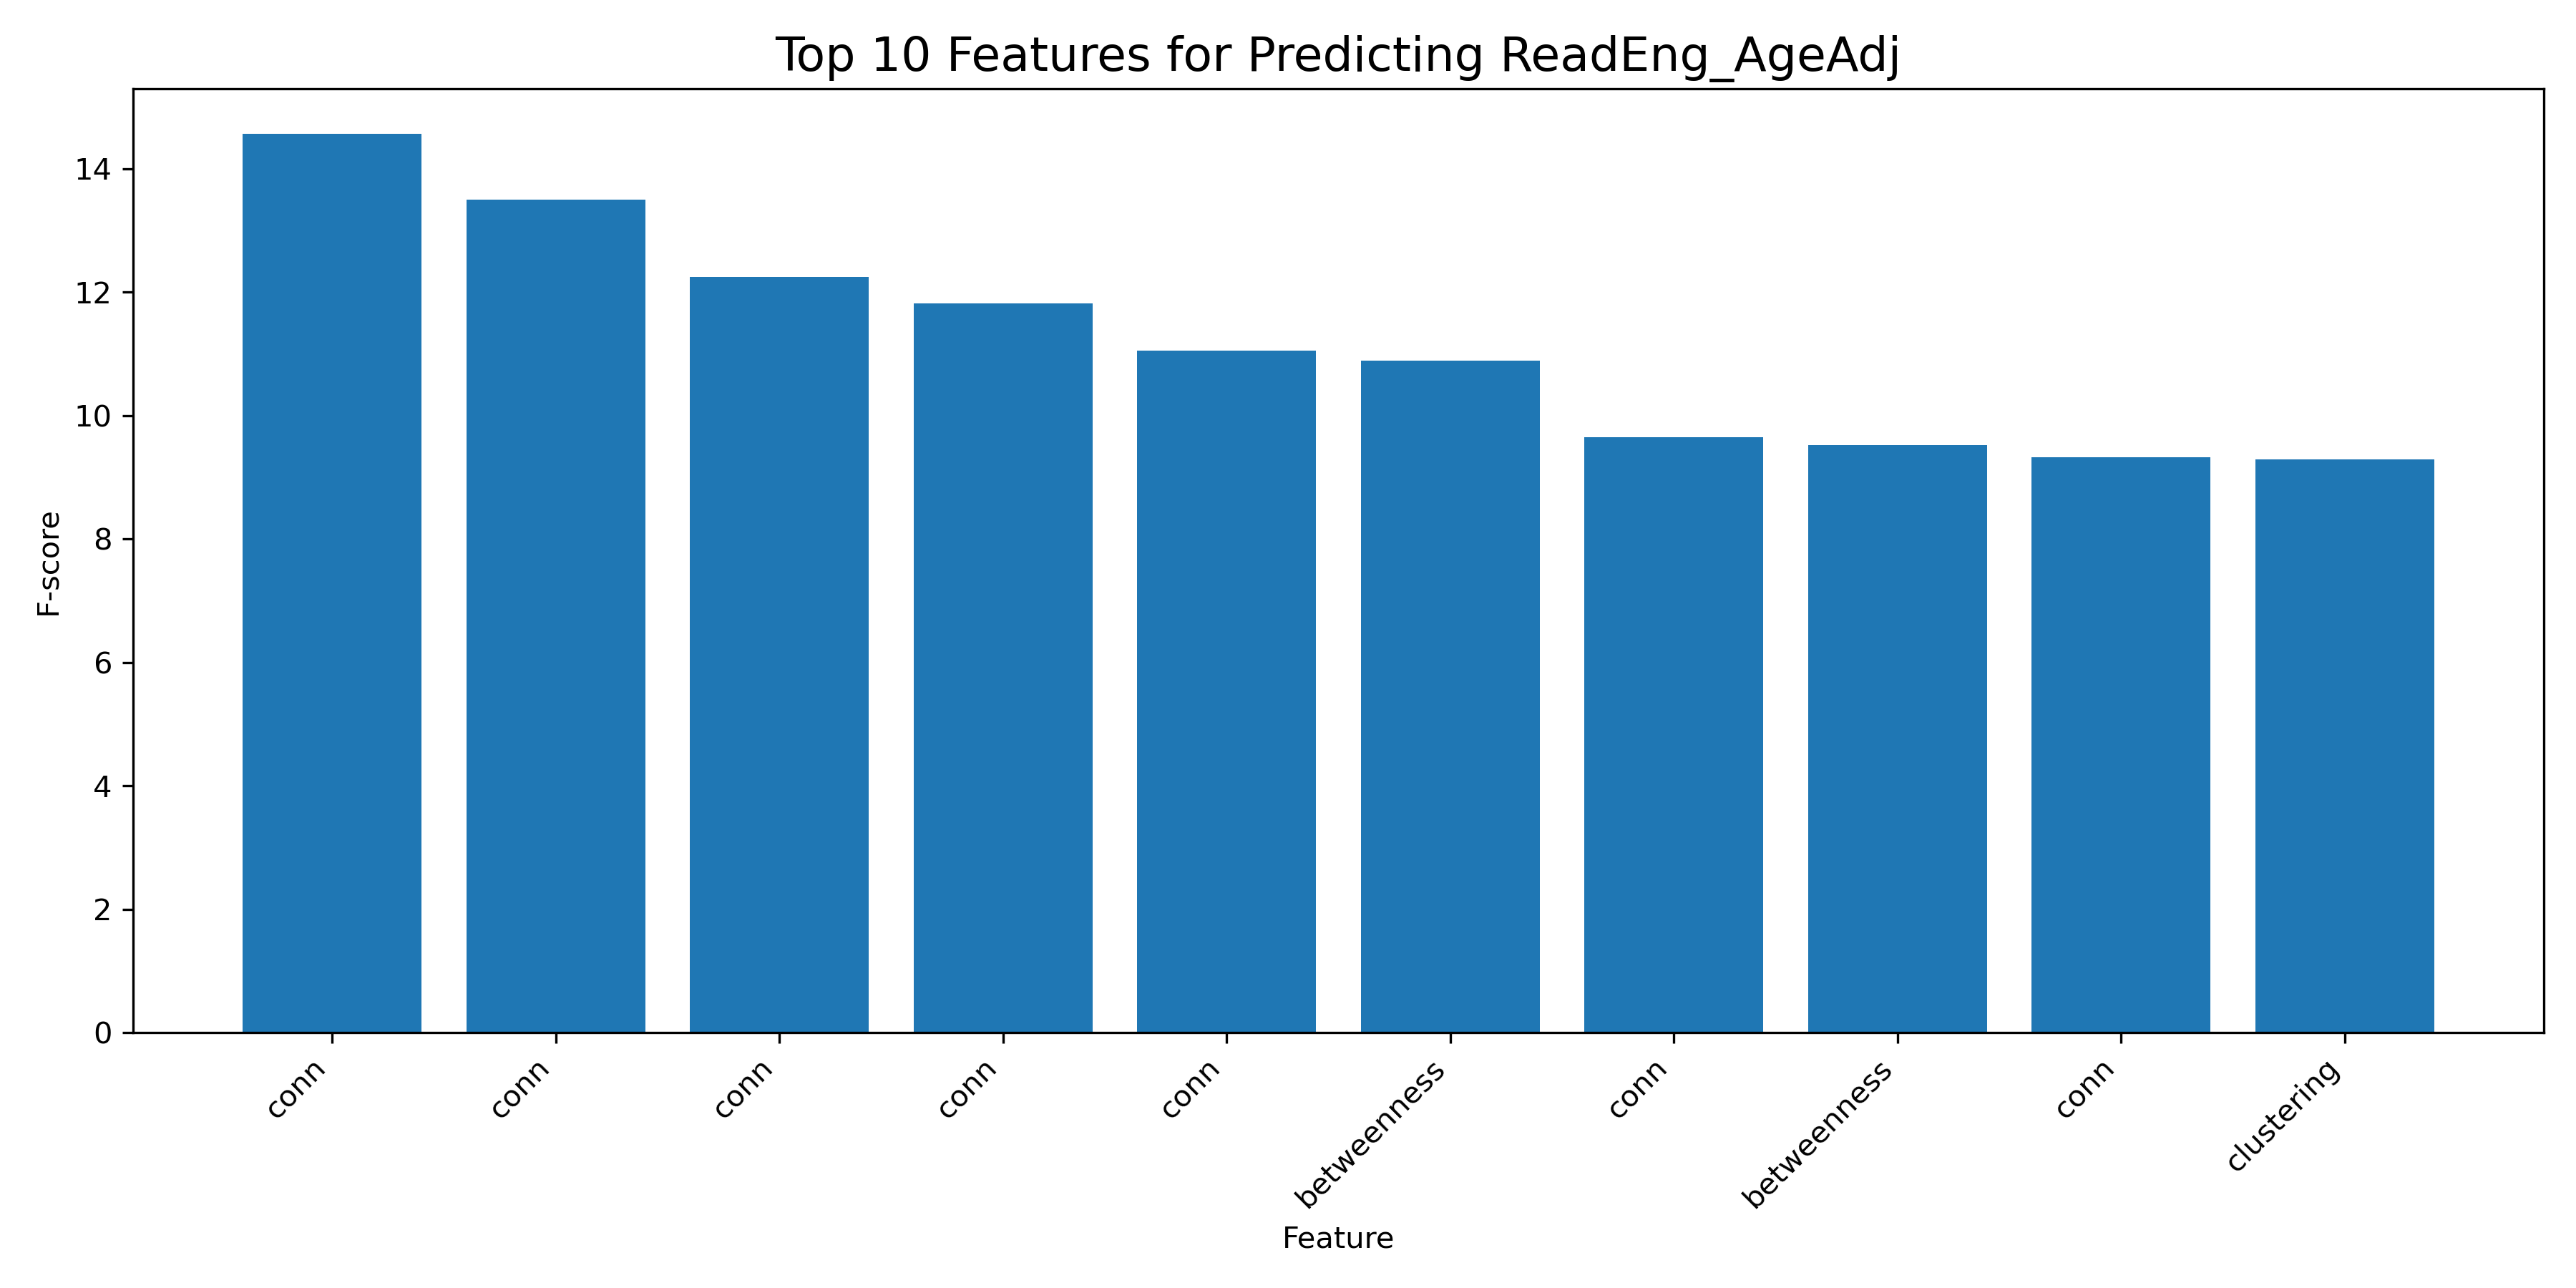 Top 10 Features for Predicting ReadEng_AgeAdj
F-score
14
12
10
8
6
4
2
0
conn
conn
conn
conn
conn
betweenness
conn
betweenness
conn
clustering
Feature